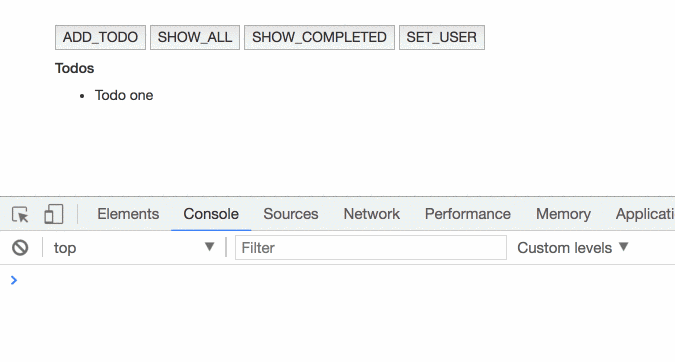 ADD_TODO SHOW_ALL SHOW_COMPLETED SET_USER
Todos
• Todo one
Elements Console Sources Network Performance Memory Applicati
top Filter Custom levels